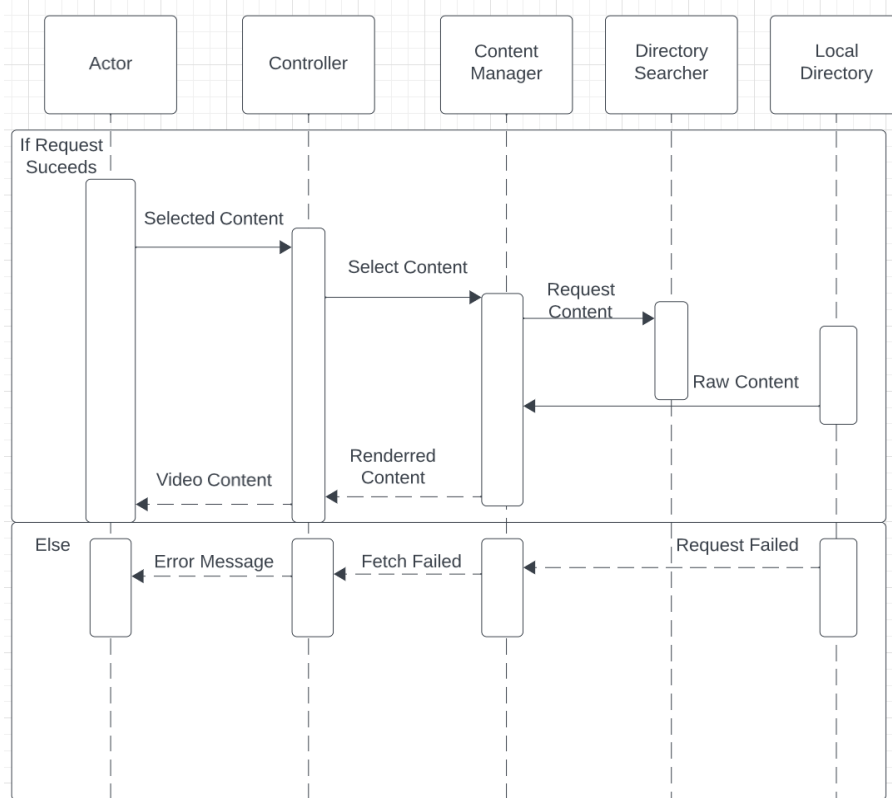 Actor
Controller
Content
Manager
Directory
Searcher
Local
Directory
If Request
Suceeds
Selected Content
Select Content
Request
Content
Raw Content
Renderred
Content
Video Content
Else
Error Message
Fetch Failed
Request Failed